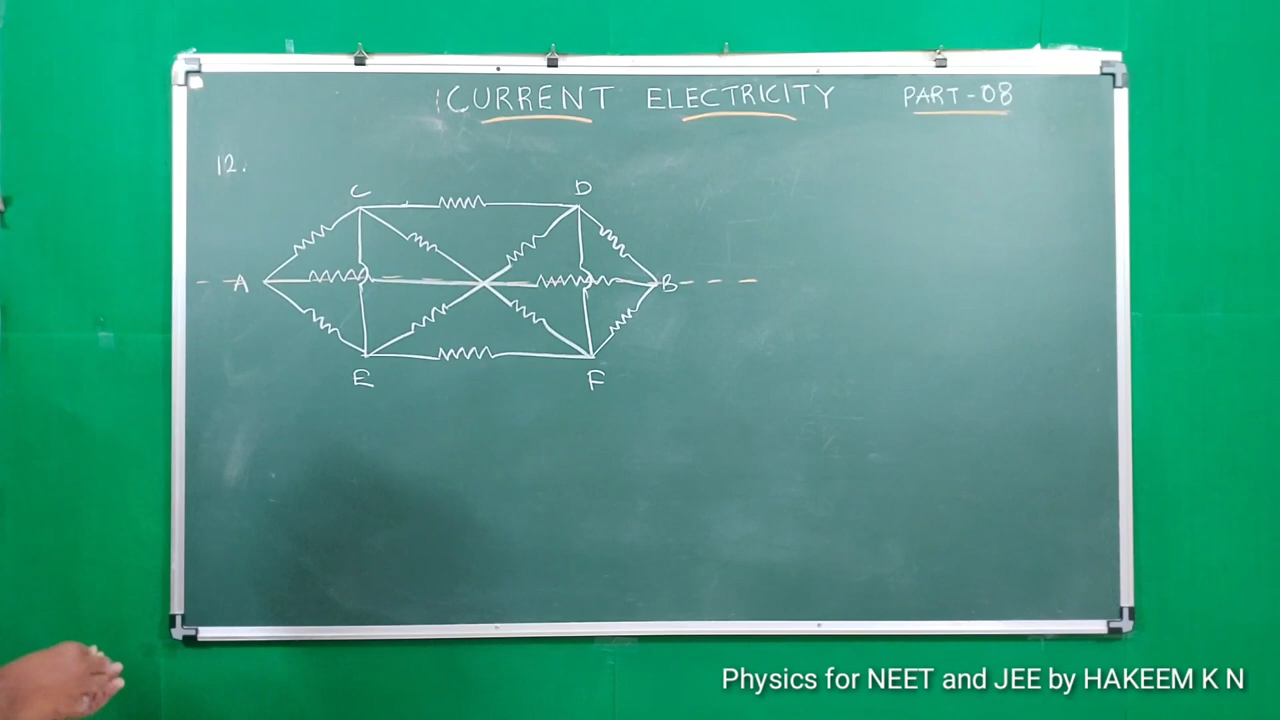 CURRENT ELECTRICITY PART-08
12.
C D
A B
E F
Physics for NEET and JEE by HAKEEM K N